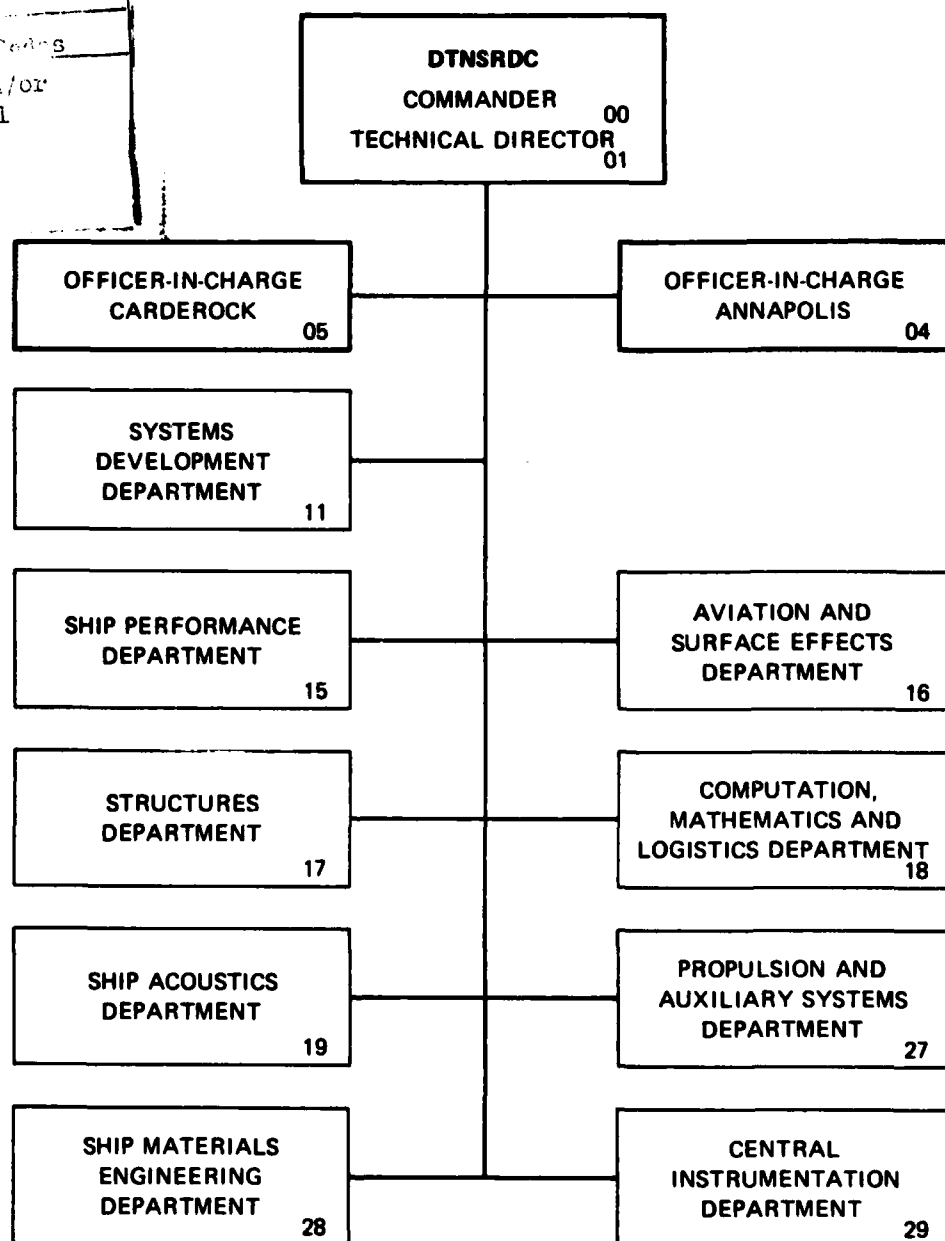 /or
DTNSRDC
COMMANDER
00
TECHNICAL DIRECTOR
01
OFFICER-IN-CHARGE
CARDEROCK
05
OFFICER-IN-CHARGE
ANNAPOLIS
04
SYSTEMS
DEVELOPMENT
DEPARTMENT
11
SHIP PERFORMANCE
DEPARTMENT
15
AVIATION AND
SURFACE EFFECTS
DEPARTMENT
16
STRUCTURES
DEPARTMENT
17
COMPUTATION,
MATHEMATICS AND
LOGISTICS DEPARTMENT
18
SHIP ACOUSTICS
DEPARTMENT
19
PROPULSION AND
AUXILIARY SYSTEMS
DEPARTMENT
27
SHIP MATERIALS
ENGINEERING
DEPARTMENT
28
CENTRAL
INSTRUMENTATION
DEPARTMENT
29